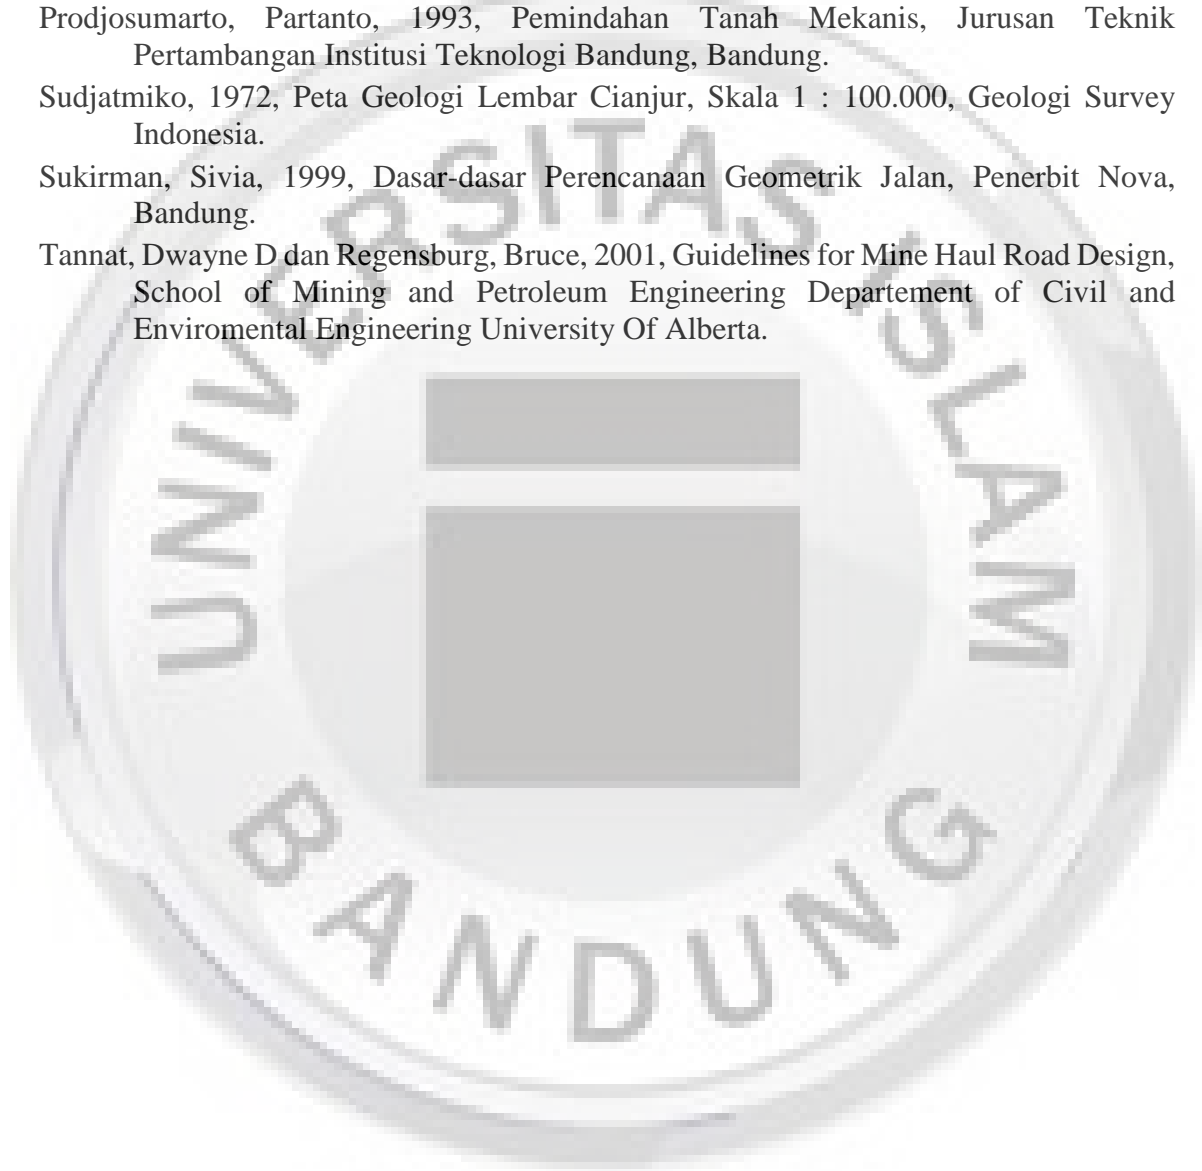 Prodjosumarto, Partanto, 1993, Pemindahan Tanah Mekanis, Jurusan Teknik
Pertambangan Institusi Teknologi Bandung, Bandung.
Sudjatmiko, 1972, Peta Geologi Lembar Cianjur, Skala 1 : 100.000, Geologi Survey
Indonesia.
Sukirman, Sivia, 1999, Dasar-dasar Perencanaan Geometrik Jalan, Penerbit Nova,
Bandung.
Tannat, Dwayne D dan Regensburg, Bruce, 2001, Guidelines for Mine Haul Road Design,
School of Mining and Petroleum Engineering Departement of Civil and
Enviromental Engineering University Of Alberta.
UNIVERSITAS ISLAM
BANDUNG